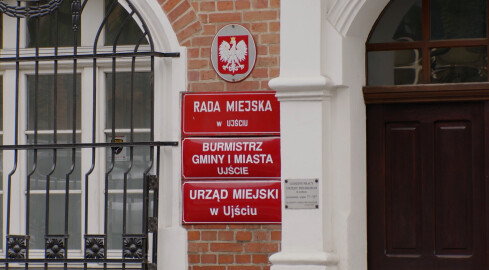 RADA MIEJSKA
w UJŚCIU
BURMISTRZ
GMINY I MIASTA
UJŚCIE
URZĄD MIEJSKI
w Ujściu